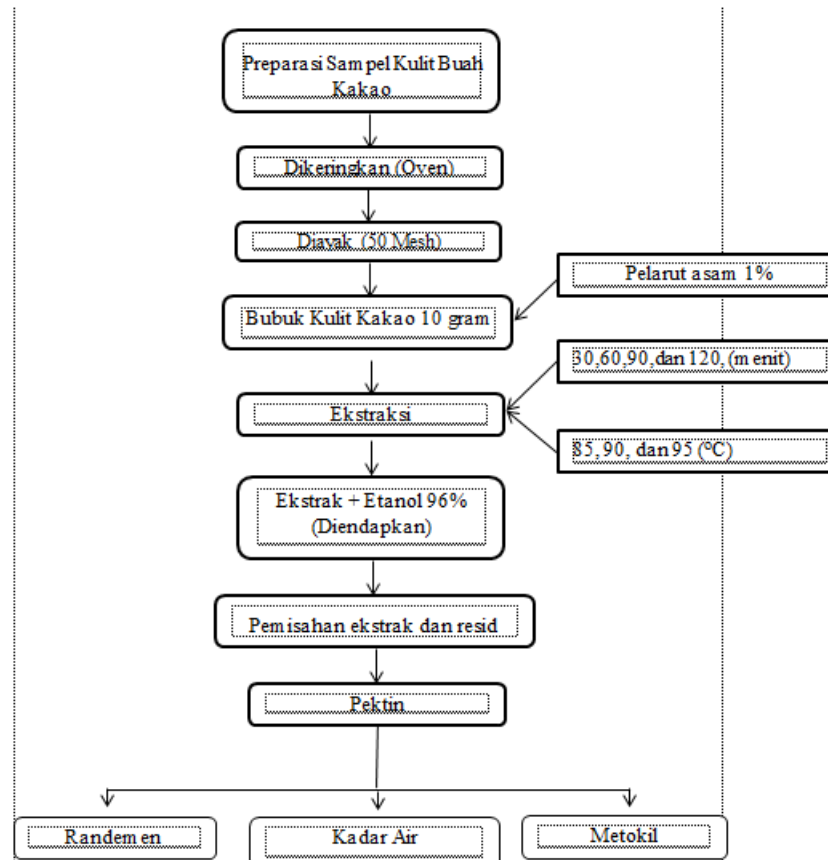 Preparasi Sampel Kulit Buah
Kakao
Dikeringkan (Oven)
Diayak (50 Mesh)
Pelarut asam 1%
Bubuk Kulit Kakao 10 gram
30,60,90,dan 120, (menit)
Ekstraksi
85, 90, dan 95 (°C)
Ekstrak + Etanol 96%
(Diendapkan)
Pemisahan ekstrak dan resid
Pektin
Randemen
Kadar Air
Metokil